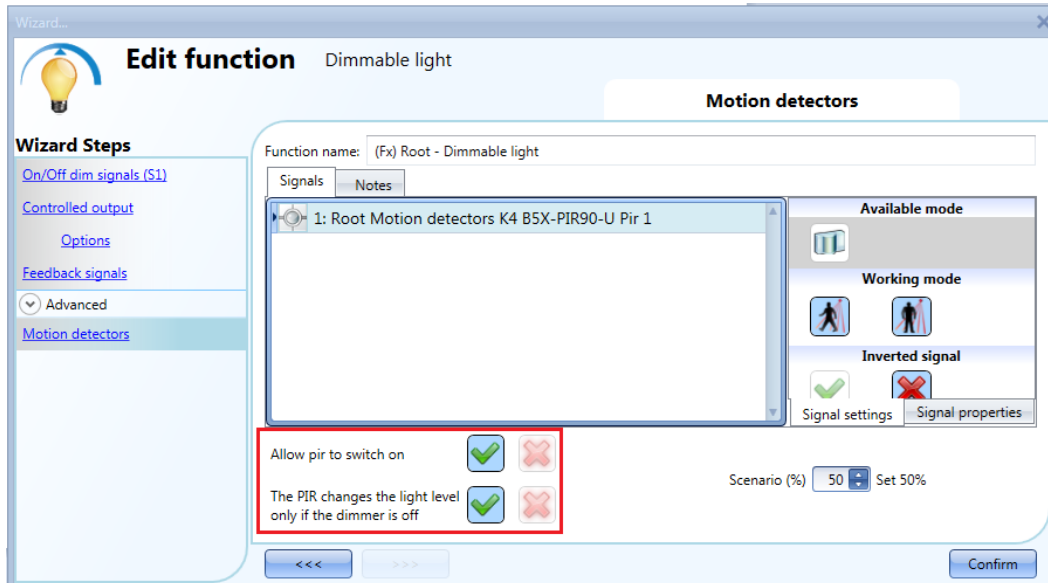 Wizard...
Edit function Dimmable light
Motion detectors
Wizard Steps
On/Off dim signals (S1)
Controlled output
Options
Feedback signals
Advanced
Motion detectors
Function name: (Fx) Root - Dimmable light
Signals Notes
1: Root Motion detectors K4 B5X-PIR90-U Pir 1
Available mode
Working mode
Inverted signal
Signal settings Signal properties
Allow pir to switch on
The PIR changes the light level
only if the dimmer is off
Scenario (%) 50 Set 50%
<<< >>> Confirm